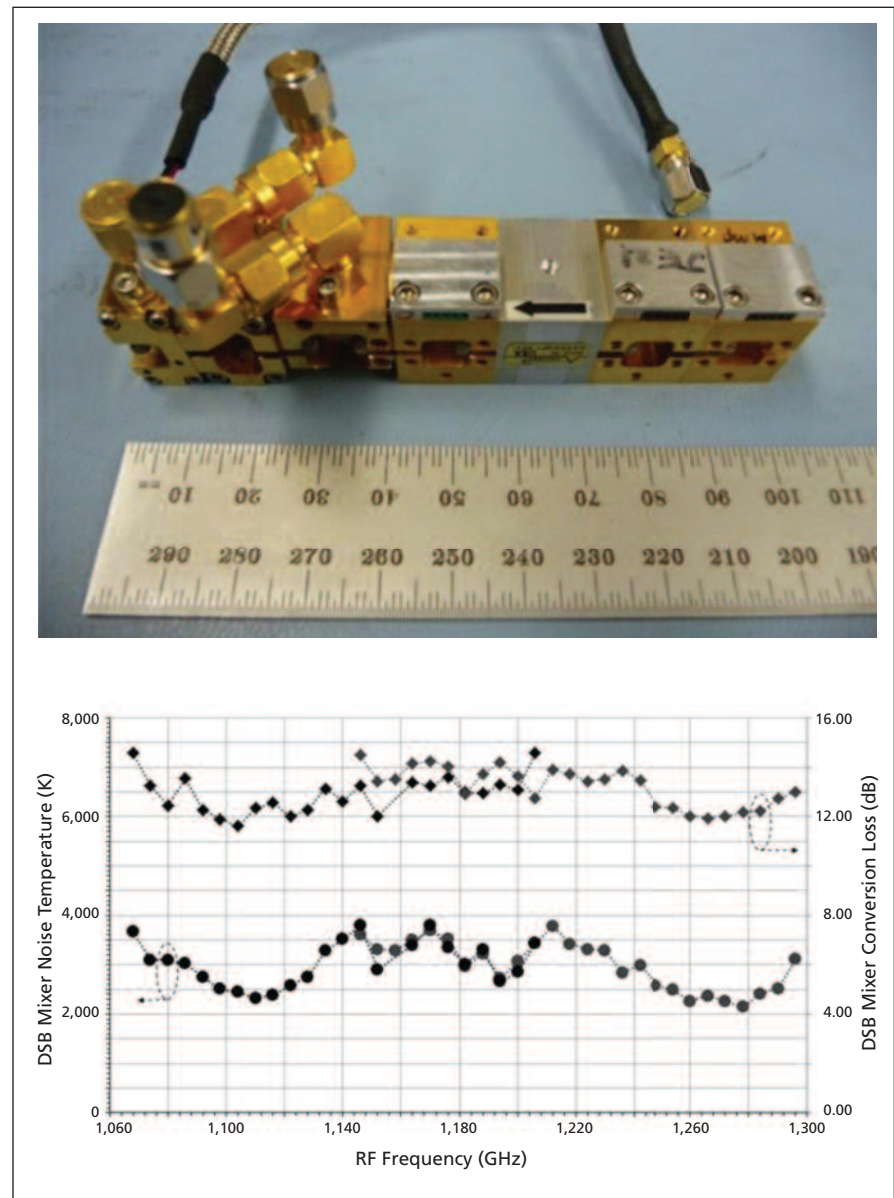 10 20 30 40 50 60 70 80 90 100 110
290 280 270 260 250 240 230 220 210 200 190
8,000
6,000
4,000
2,000
0
DSB Mixer Noise Temperature (K)
16.00
12.00
8.00
4.00
0.00
DSB Mixer Conversion Loss (dB)
1,060 1,100 1,140 1,180 1,220 1,260 1,300
RF Frequency (GHz)